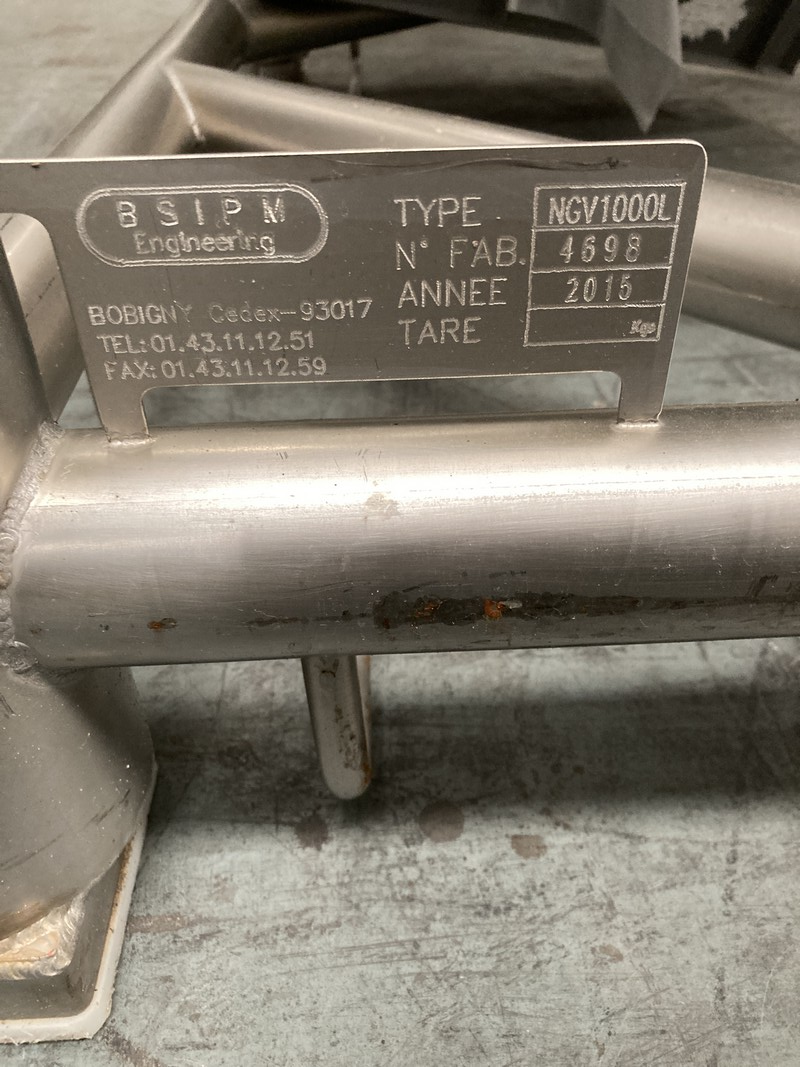 BSIPM
Engineering
BOBIGNY Cedex-93017
TEL:01.43.11.12.51
FAX:01.43.11.12.59
TYPE NGV1000L
N° FAB. 4698
ANNEE 2015
TARE Kgs